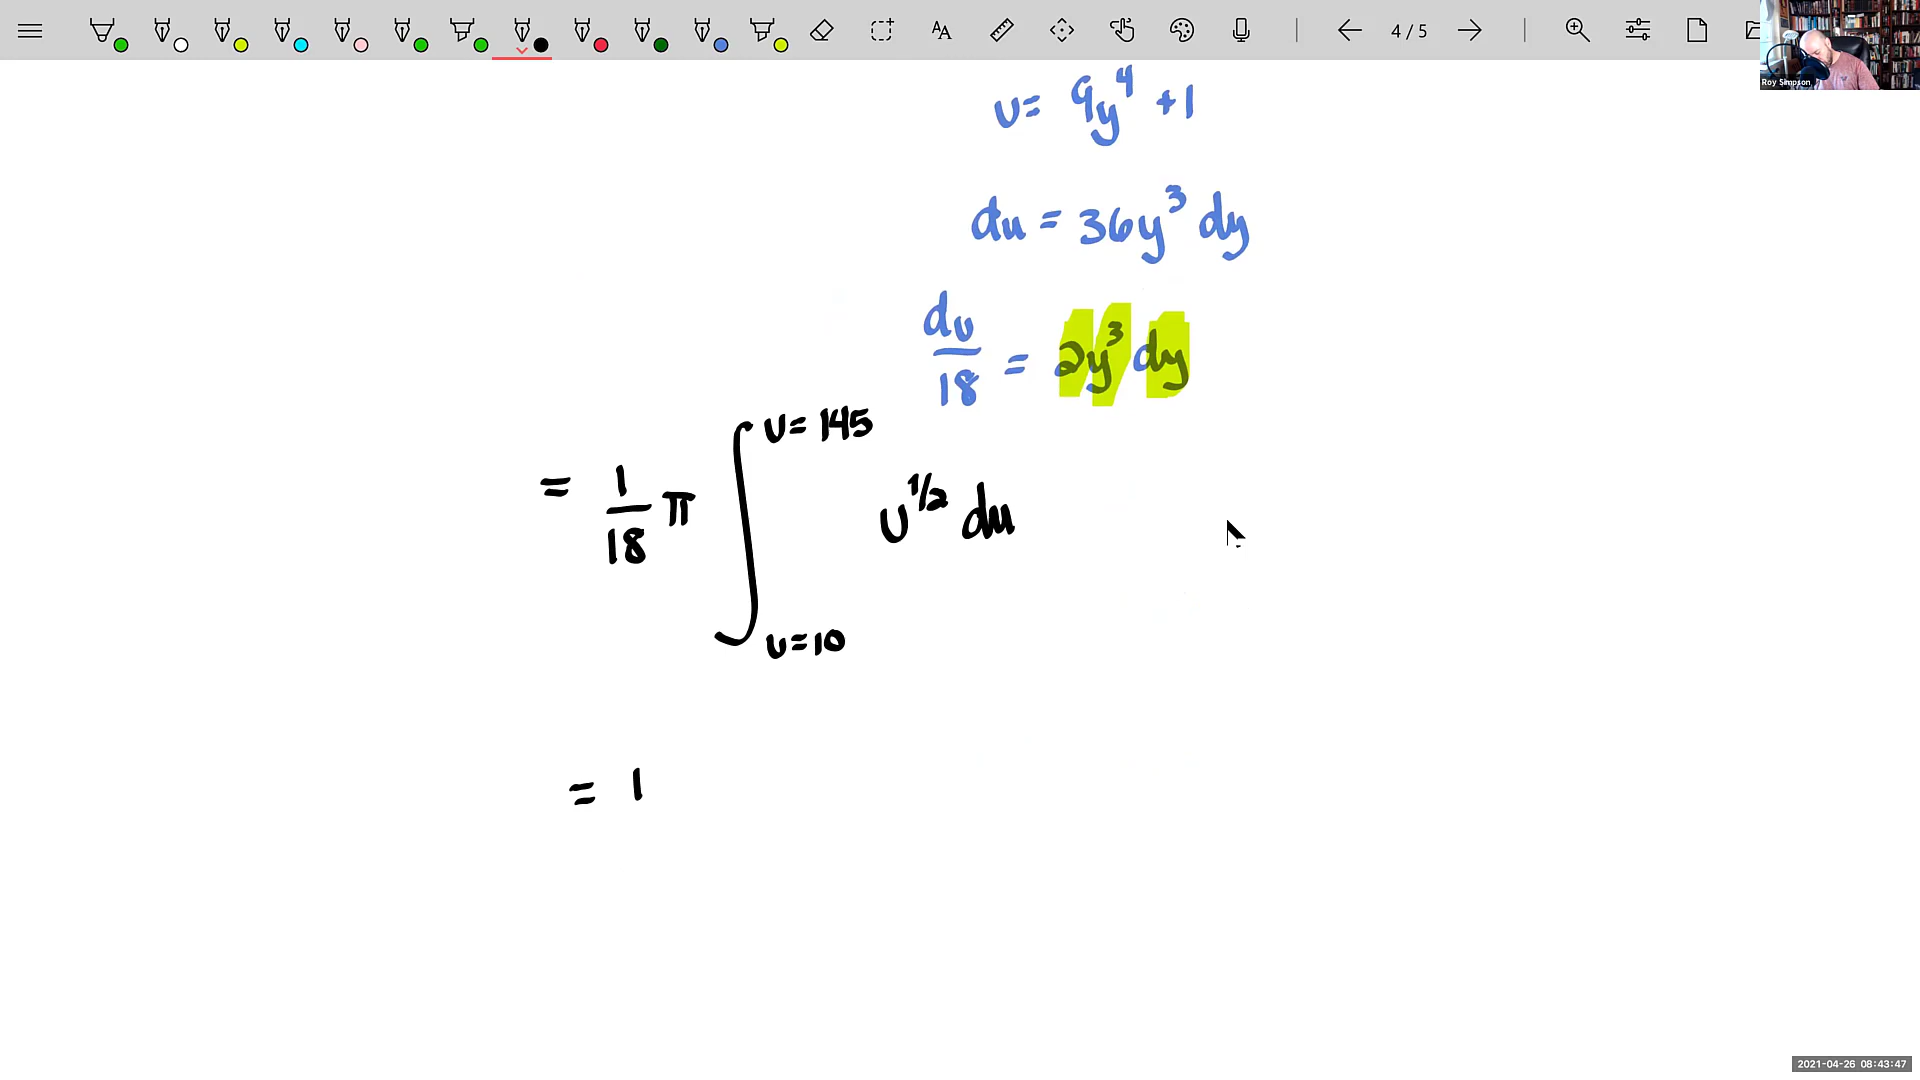 4 / 5
Roy Simpson
u = 9y⁴ + 1
du = 36y³ dy
du/18 = 2y³ dy
= 1/18 π ∫ u=10 u=145 u^1/2 du
= 1
2021-04-26 08:43:47